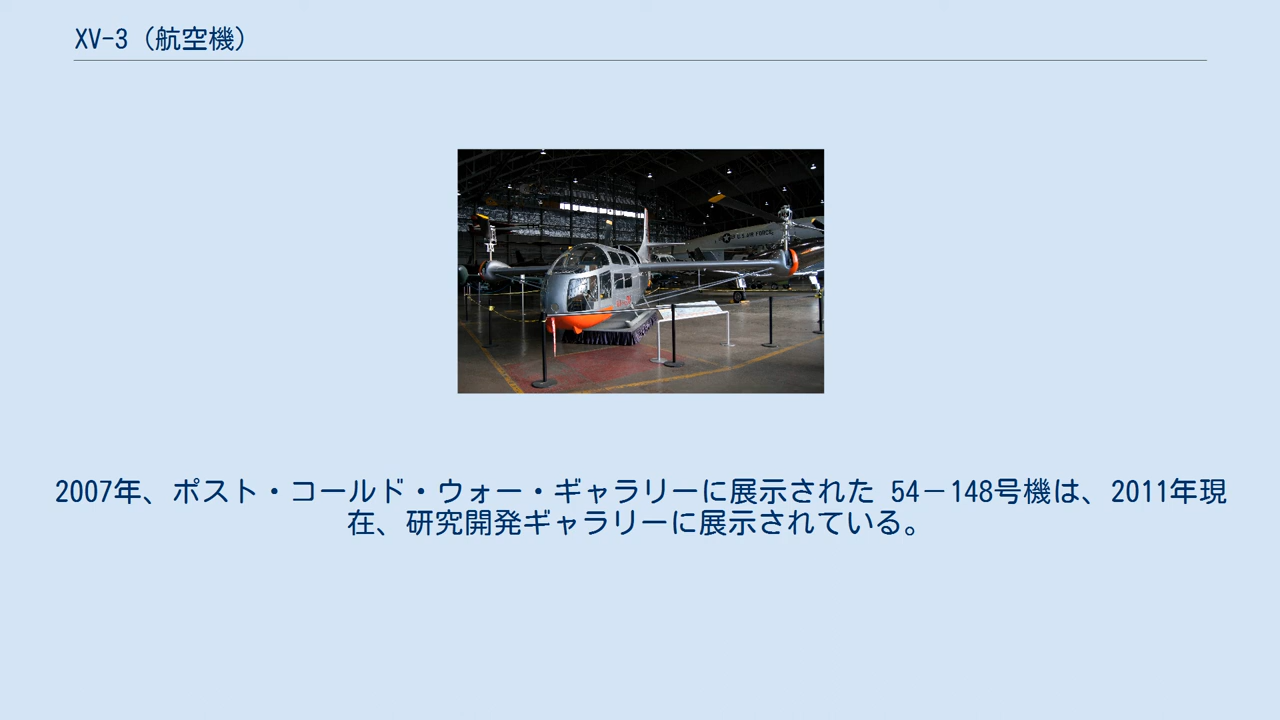 XV-3（航空機）
U.S. AIR FORCE
2007年、ポスト・コールド・ウォー・ギャラリーに展示された 54－148号機は、2011年現
在、研究開発ギャラリーに展示されている。